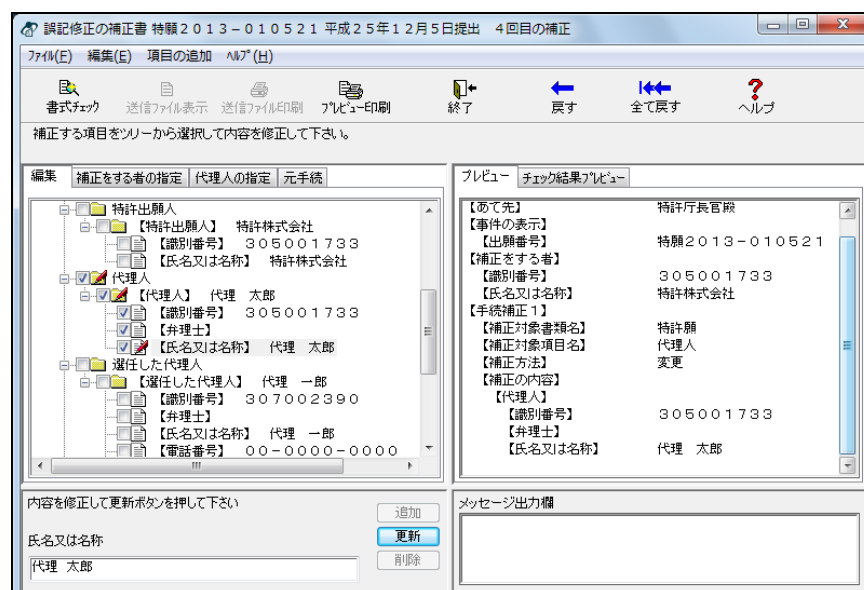 誤記修正の補正書 特願２０１３－０１０５２１ 平成２５年１２月５日提出　４回目の補正
ﾌｧｲﾙ(F)　編集(E)　項目の追加　ﾍﾙﾌﾟ(H)
書式ﾁｪｯｸ　送信ﾌｧｲﾙ表示　送信ﾌｧｲﾙ印刷　ﾌﾟﾚﾋﾞｭｰ印刷　終了　戻す　全て戻す　ヘルプ
補正する項目をツリーから選択して内容を修正して下さい。
編集　補正をする者の指定　代理人の指定　元手続
特許出願人
【特許出願人】　特許株式会社
【識別番号】　３０５００１７３３
【氏名又は名称】　特許株式会社
代理人
【代理人】　代理　太郎
【識別番号】　３０５００１７３３
【弁理士】
【氏名又は名称】　代理　太郎
選任した代理人
【選任した代理人】　代理　一郎
【識別番号】　３０７００２３９０
【弁理士】
【氏名又は名称】　代理　一郎
【電話番号】　００－００００－００００
プレビュー　チェック結果ﾌﾟﾚﾋﾞｭｰ
【あて先】　特許庁長官殿
【事件の表示】
【出願番号】　特願２０１３－０１０５２１
【補正をする者】
【識別番号】　３０５００１７３３
【氏名又は名称】　特許株式会社
【手続補正１】
【補正対象書類名】　特許願
【補正対象項目名】　代理人
【補正方法】　変更
【補正の内容】
【代理人】
【識別番号】　３０５００１７３３
【弁理士】
【氏名又は名称】　代理　太郎
内容を修正して更新ボタンを押して下さい
追加
氏名又は名称
更新
代理　太郎
削除
メッセージ出力欄